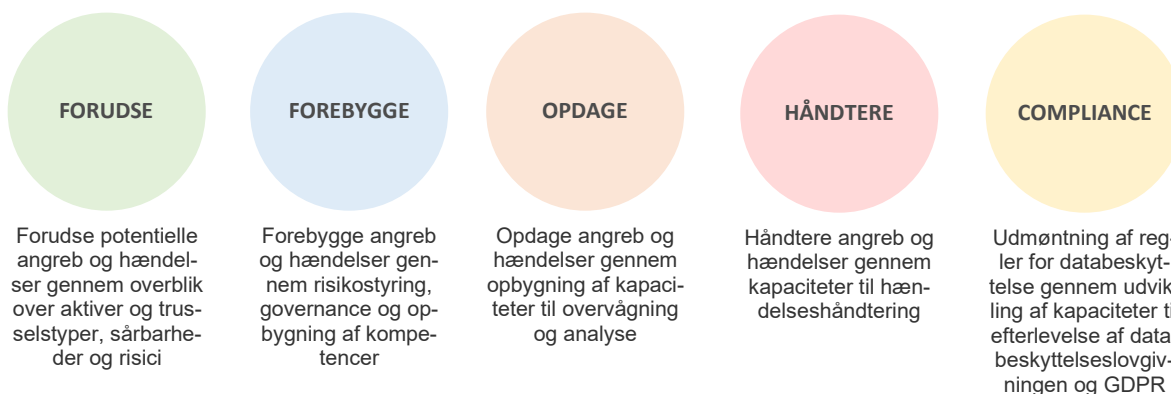 FORUDSE
Forudse potentielle
angreb og hændel-
ser gennem overblik
over aktiver og trus-
selstyper, sårbarhe-
der og risici
FOREBYGGE
Forebygge angreb
og hændelser gen-
nem risikostyring,
governance og op-
bygning af kompe-
tencer
OPDAGE
Opdage angreb og
hændelser gennem
opbygning af kapaci-
teter til overvågning
og analyse
HÅNDTERE
Håndtere angreb og
hændelser gennem
kapaciteter til hæn-
delseshåndtering
COMPLIANCE
Udmøntning af reg-
ler for databeskyt-
telse gennem udvik-
ling af kapaciteter til
efterlevelse af data-
beskyttelseslovgiv-
ningen og GDPR